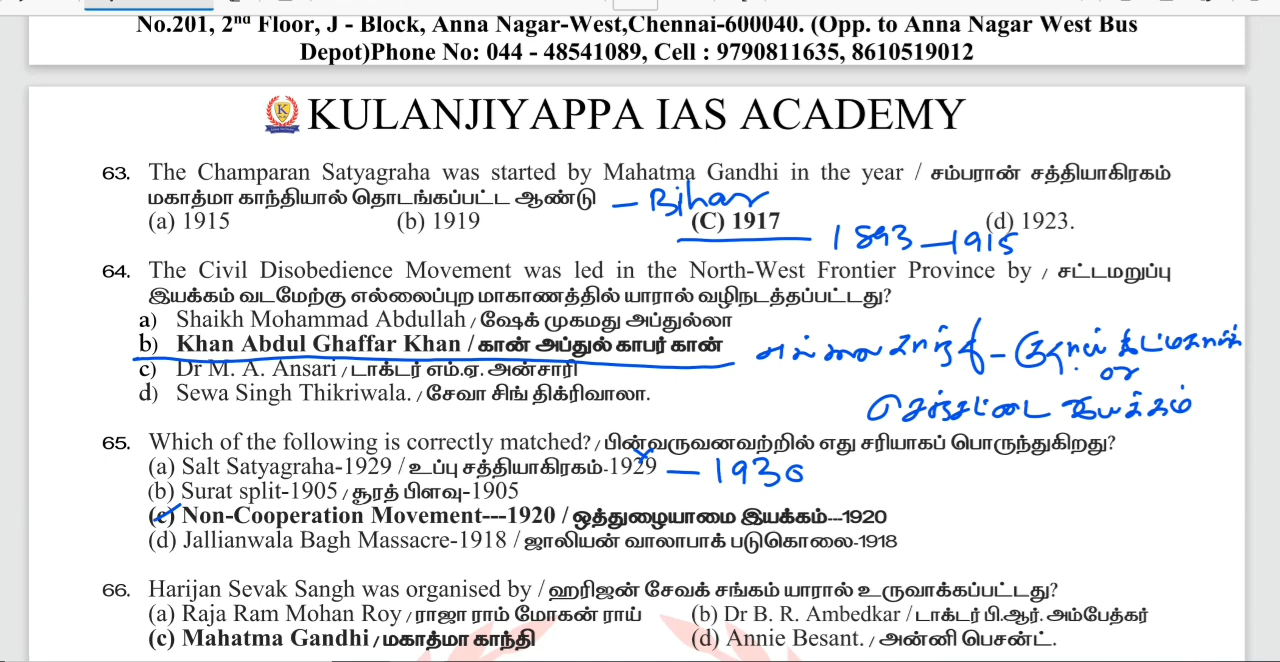 No.201, 2nd Floor, J - Block, Anna Nagar-West,Chennai-600040. (Opp. to Anna Nagar West Bus
Depot)Phone No: 044 - 48541089, Cell : 9790811635, 8610519012
KULANJIYAPPA IAS ACADEMY
63. The Champaran Satyagraha was started by Mahatma Gandhi in the year / சம்பரான் சத்தியாகிரகம்
மகாத்மா காந்தியால் தொடங்கப்பட்ட ஆண்டு – Bihar
(a) 1915 (b) 1919 (C) 1917 (d) 1923.
1893 – 1915
64. The Civil Disobedience Movement was led in the North-West Frontier Province by / சட்டமறுப்பு
இயக்கம் வடமேற்கு எல்லைப்புற மாகாணத்தில் யாரால் வழிநடத்தப்பட்டது?
a) Shaikh Mohammad Abdullah / ஷேக் முகமது அப்துல்லா
b) Khan Abdul Ghaffar Khan / கான் அப்துல் காபர் கான்
எல்லை காந்தி –
c) Dr M. A. Ansari / டாக்டர் எம்.ஏ. அன்சாரி
or
d) Sewa Singh Thikriwala. / சேவா சிங் திக்ரிவாலா.
செஞ்சட்டை இயக்கம்
65. Which of the following is correctly matched? / பின்வருவனவற்றில் எது சரியாகப் பொருந்துகிறது?
(a) Salt Satyagraha-1929 / உப்பு சத்தியாகிரகம்-1929 – 1930
(b) Surat split-1905 / சூரத் பிளவு-1905
(c) Non-Cooperation Movement---1920 / ஒத்துழையாமை இயக்கம்---1920
(d) Jallianwala Bagh Massacre-1918 / ஜாலியன் வாலாபாக் படுகொலை-1918
66. Harijan Sevak Sangh was organised by / ஹரிஜன் சேவக் சங்கம் யாரால் உருவாக்கப்பட்டது?
(a) Raja Ram Mohan Roy / ராஜா ராம் மோகன் ராய் (b) Dr B. R. Ambedkar / டாக்டர் பி.ஆர். அம்பேத்கர்
(c) Mahatma Gandhi / மகாத்மா காந்தி (d) Annie Besant. / அன்னி பெசன்ட்.